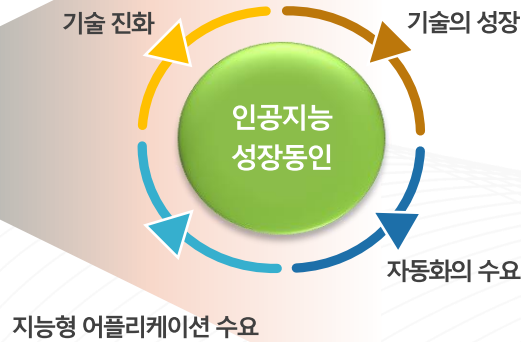 기술 진화
기술의 성장
인공지능
성장동인
자동화의 수요
지능형 어플리케이션 수요